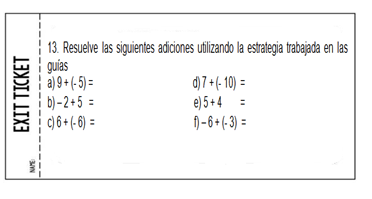 EXIT TICKET
NAME:
13. Resuelve las siguientes adiciones utilizando la estrategia trabajada en las
guías
a) 9 + (- 5) =
b) – 2 + 5 =
c) 6 + (- 6) =
d) 7 + (- 10) =
e) 5 + 4 =
f) – 6 + (- 3) =